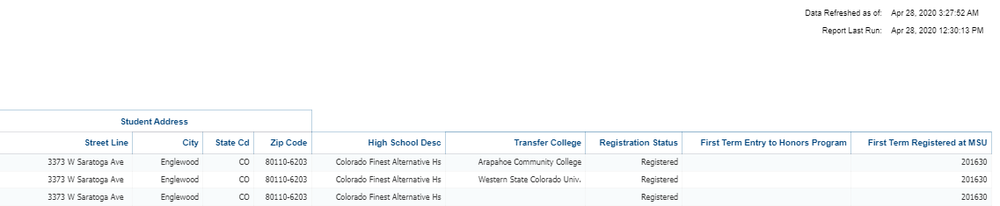 Data Refreshed as of: Apr 28, 2020 3:27:52 AM
Report Last Run: Apr 28, 2020 12:30:13 PM
Student Address
Street Line City State Cd Zip Code High School Desc Transfer College Registration Status First Term Entry to Honors Program First Term Registered at MSU
3373 W Saratoga Ave Englewood CO 80110-6203 Colorado Finest Alternative Hs Arapahoe Community College Registered 201630
3373 W Saratoga Ave Englewood CO 80110-6203 Colorado Finest Alternative Hs Western State Colorado Univ. Registered 201630
3373 W Saratoga Ave Englewood CO 80110-6203 Colorado Finest Alternative Hs Registered 201630